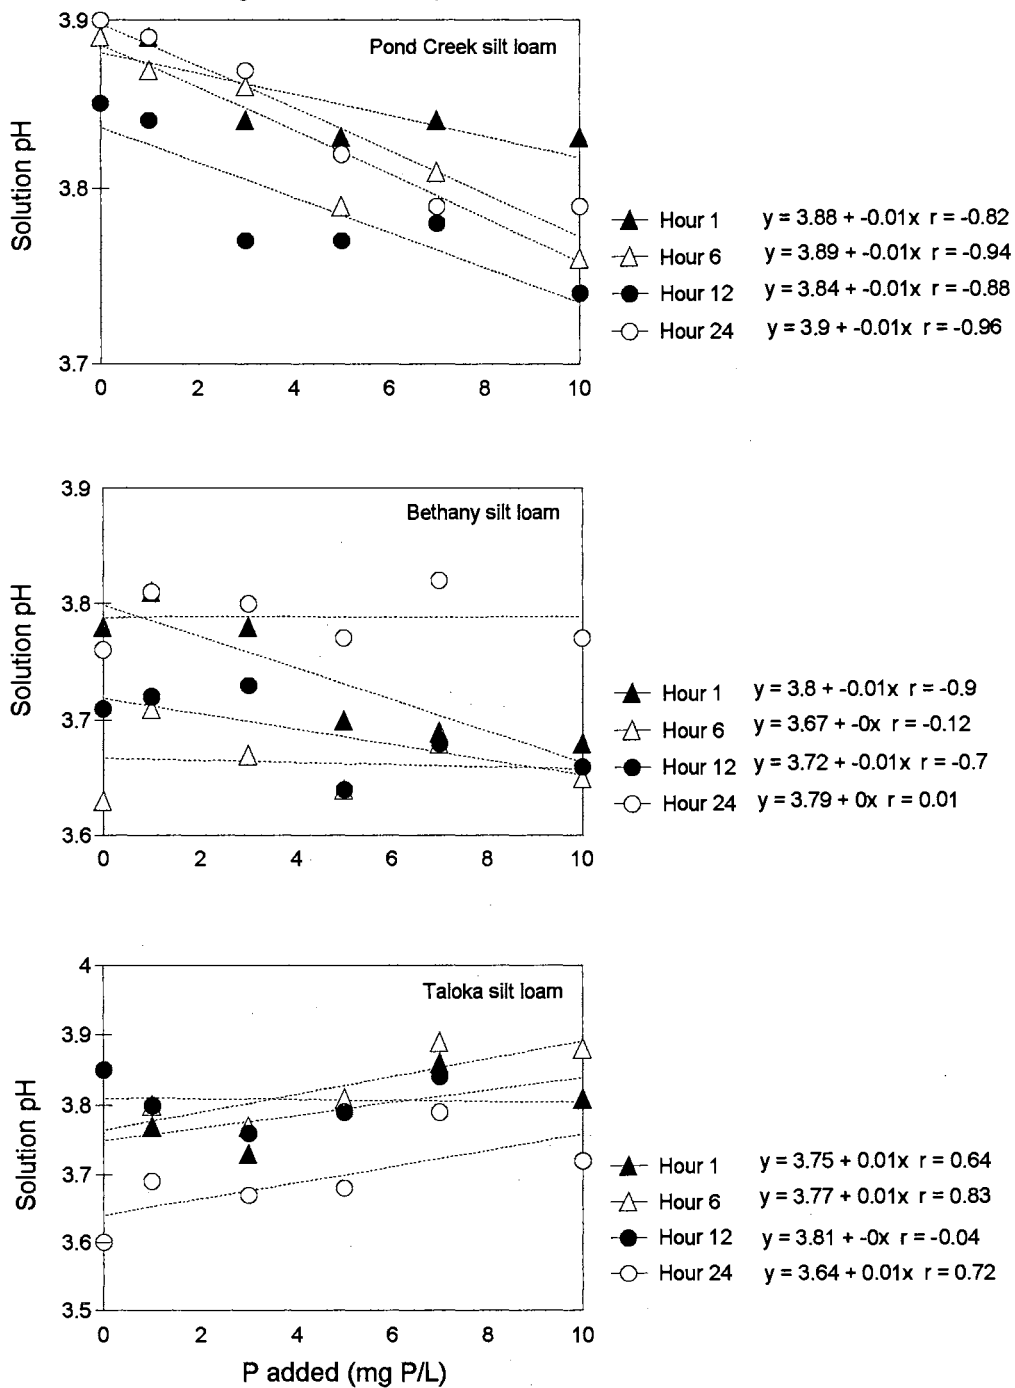 3.9
Pond Creek silt loam
Solution pH
3.8
3.7
0 2 4 6 8 10
Hour 1 y = 3.88 + -0.01x r = -0.82
Hour 6 y = 3.89 + -0.01x r = -0.94
Hour 12 y = 3.84 + -0.01x r = -0.88
Hour 24 y = 3.9 + -0.01x r = -0.96
3.9
Bethany silt loam
Solution pH
3.8
3.7
3.6
0 2 4 6 8 10
Hour 1 y = 3.8 + -0.01x r = -0.9
Hour 6 y = 3.67 + -0x r = -0.12
Hour 12 y = 3.72 + -0.01x r = -0.7
Hour 24 y = 3.79 + 0x r = 0.01
4
Taloka silt loam
Solution pH
3.9
3.8
3.7
3.6
3.5
0 2 4 6 8 10
P added (mg P/L)
Hour 1 y = 3.75 + 0.01x r = 0.64
Hour 6 y = 3.77 + 0.01x r = 0.83
Hour 12 y = 3.81 + -0x r = -0.04
Hour 24 y = 3.64 + 0.01x r = 0.72